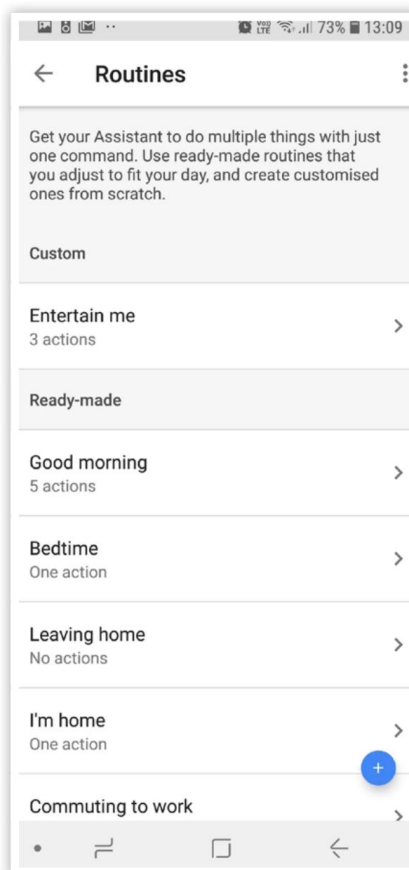 VoD LTE 73% 13:09
Routines
Get your Assistant to do multiple things with just
one command. Use ready-made routines that
you adjust to fit your day, and create customised
ones from scratch.
Custom
Entertain me
3 actions
Ready-made
Good morning
5 actions
Bedtime
One action
Leaving home
No actions
I'm home
One action
Commuting to work